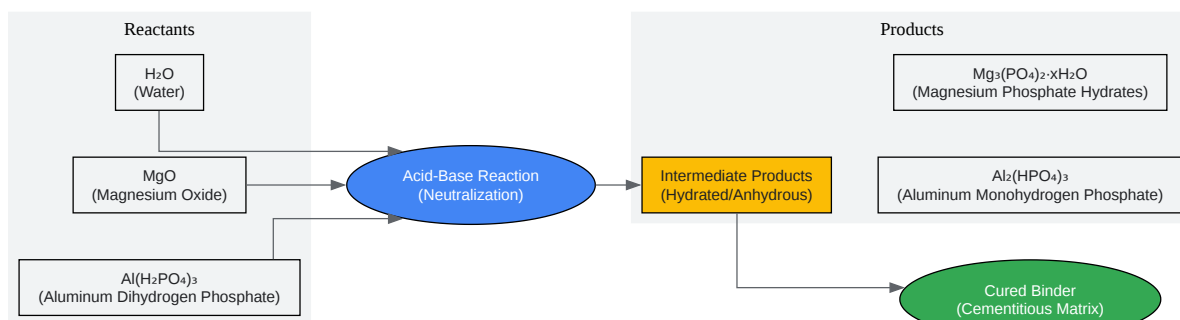 Reactants
H₂O
(Water)
MgO
(Magnesium Oxide)
Al(H₂PO₄)₃
(Aluminum Dihydrogen Phosphate)
Acid-Base Reaction
(Neutralization)
Products
Intermediate Products
(Hydrated/Anhydrous)
Mg₃(PO₄)₂·xH₂O
(Magnesium Phosphate Hydrates)
Al₂(HPO₄)₃
(Aluminum Monohydrogen Phosphate)
Cured Binder
(Cementitious Matrix)